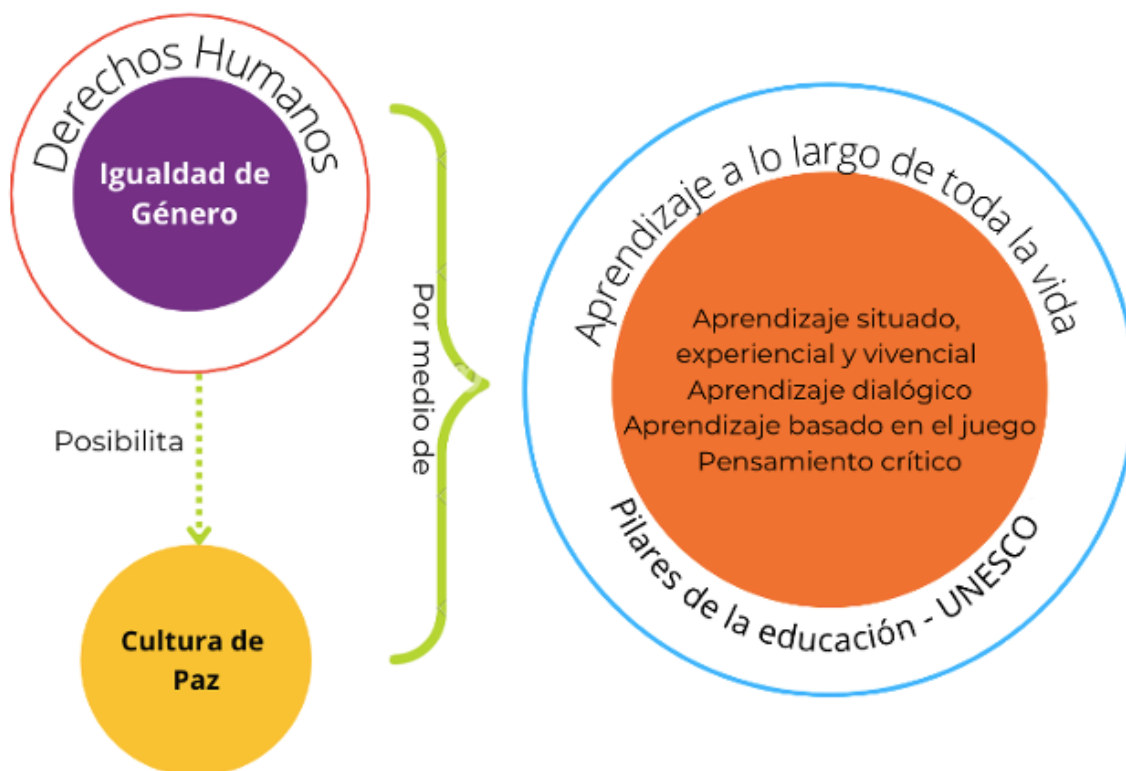 Derechos Humanos
Igualdad de
Género
Posibilita
Cultura de
Paz
Por medio de
Aprendizaje a lo largo de toda la vida
Aprendizaje situado,
experiencial y vivencial
Aprendizaje dialógico
Aprendizaje basado en el juego
Pensamiento crítico
Pilares de la educación - UNESCO